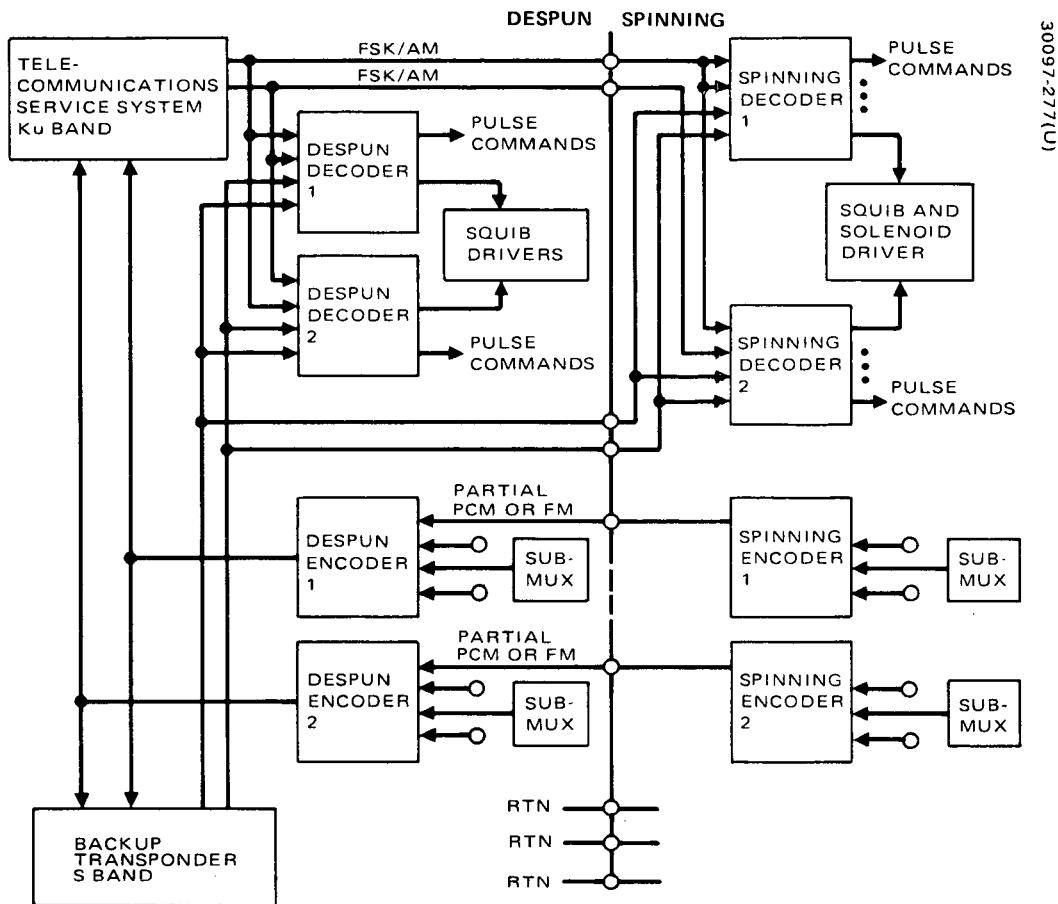 DESPUN SPINNING
30097-277(U)
TELE-
COMMUNICATIONS
SERVICE SYSTEM
Ku BAND
FSK/AM
FSK/AM
DESPUN
DECODER
1
PULSE
COMMANDS
SQUIB
DRIVERS
DESPUN
DECODER
2
PULSE
COMMANDS
SPINNING
DECODER
1
PULSE
COMMANDS
SQUIB AND
SOLENOID
DRIVER
SPINNING
DECODER
2
PULSE
COMMANDS
PARTIAL
PCM OR FM
DESPUN
ENCODER
1
SUB-
MUX
SPINNING
ENCODER
1
SUB-
MUX
PARTIAL
PCM OR FM
DESPUN
ENCODER
2
SUB-
MUX
SPINNING
ENCODER
2
SUB-
MUX
RTN
RTN
RTN
BACKUP
TRANSPONDER
S BAND